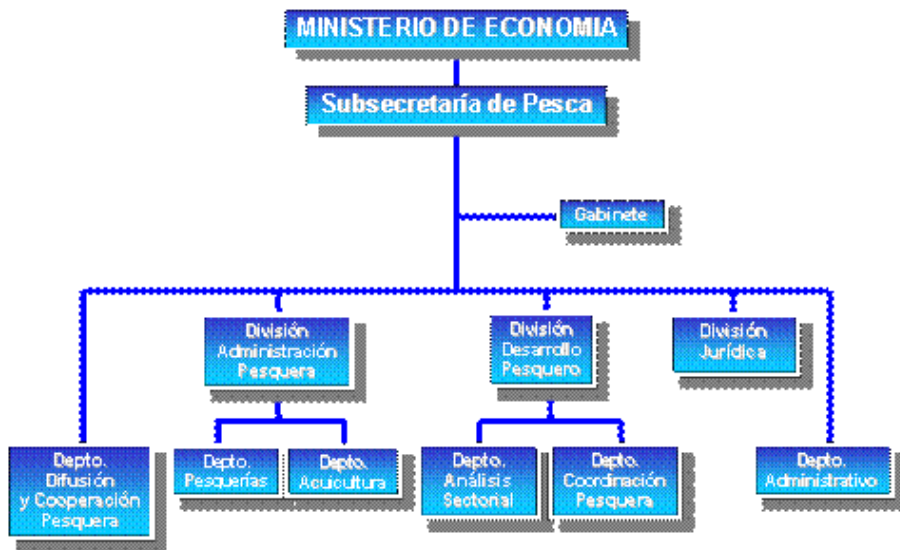 MINISTERIO DE ECONOMIA
Subsecretaría de Pesca
Gabinete
División
Administración
Pesquera
División
Desarrollo
Pesquero
División
Jurídica
Depto.
Difusión
y Cooperación
Pesquera
Depto.
Pesquerías
Depto.
Acuicultura
Depto.
Análisis
Sectorial
Depto.
Coordinación
Pesquera
Depto.
Administrativo